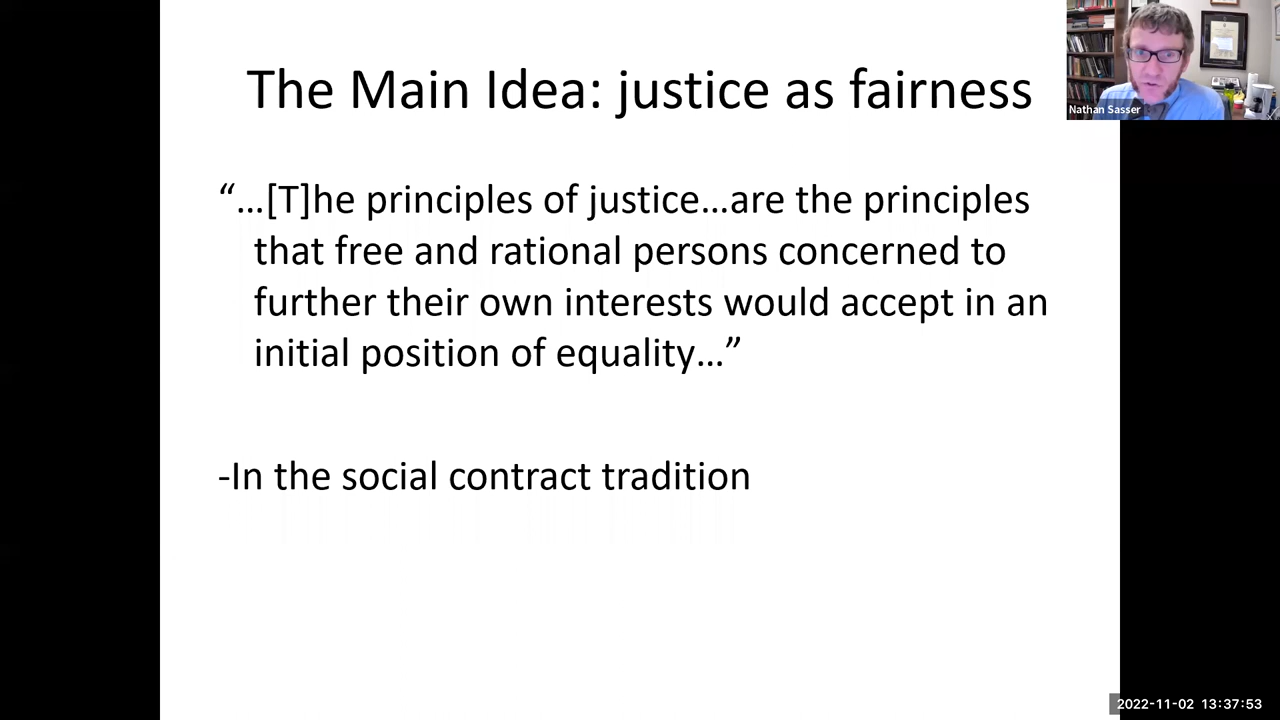 The Main Idea: justice as fairness
Nathan Sasser
“...[T]he principles of justice...are the principles
that free and rational persons concerned to
further their own interests would accept in an
initial position of equality...”
-In the social contract tradition
2022-11-02 13:37:53